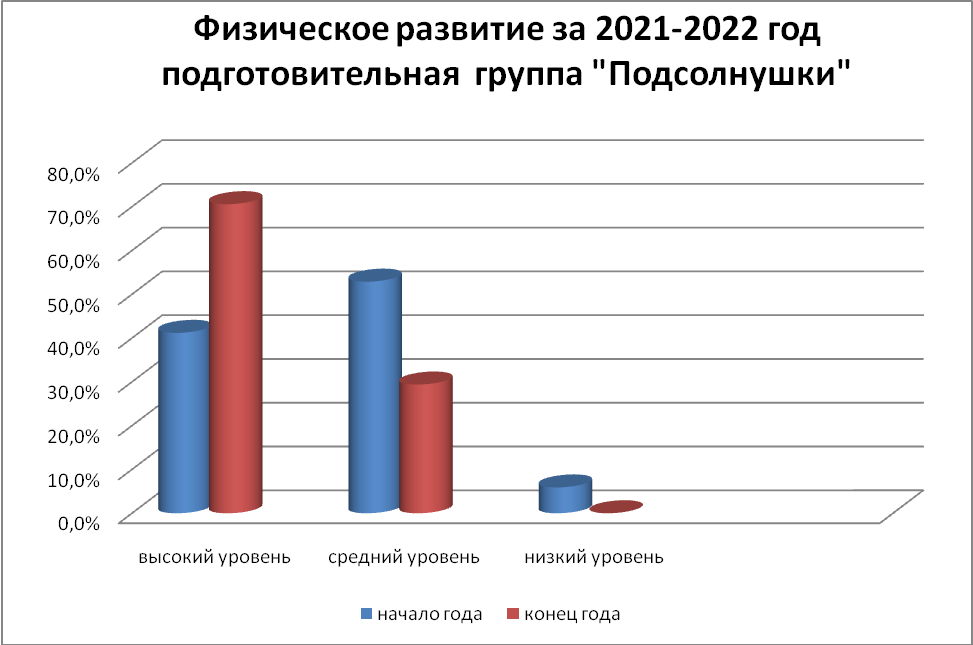 Физическое развитие за 2021-2022 год
подготовительная группа "Подсолнушки"
80,0%
70,0%
60,0%
50,0%
40,0%
30,0%
20,0%
10,0%
0,0%
высокий уровень
средний уровень
низкий уровень
начало года
конец года